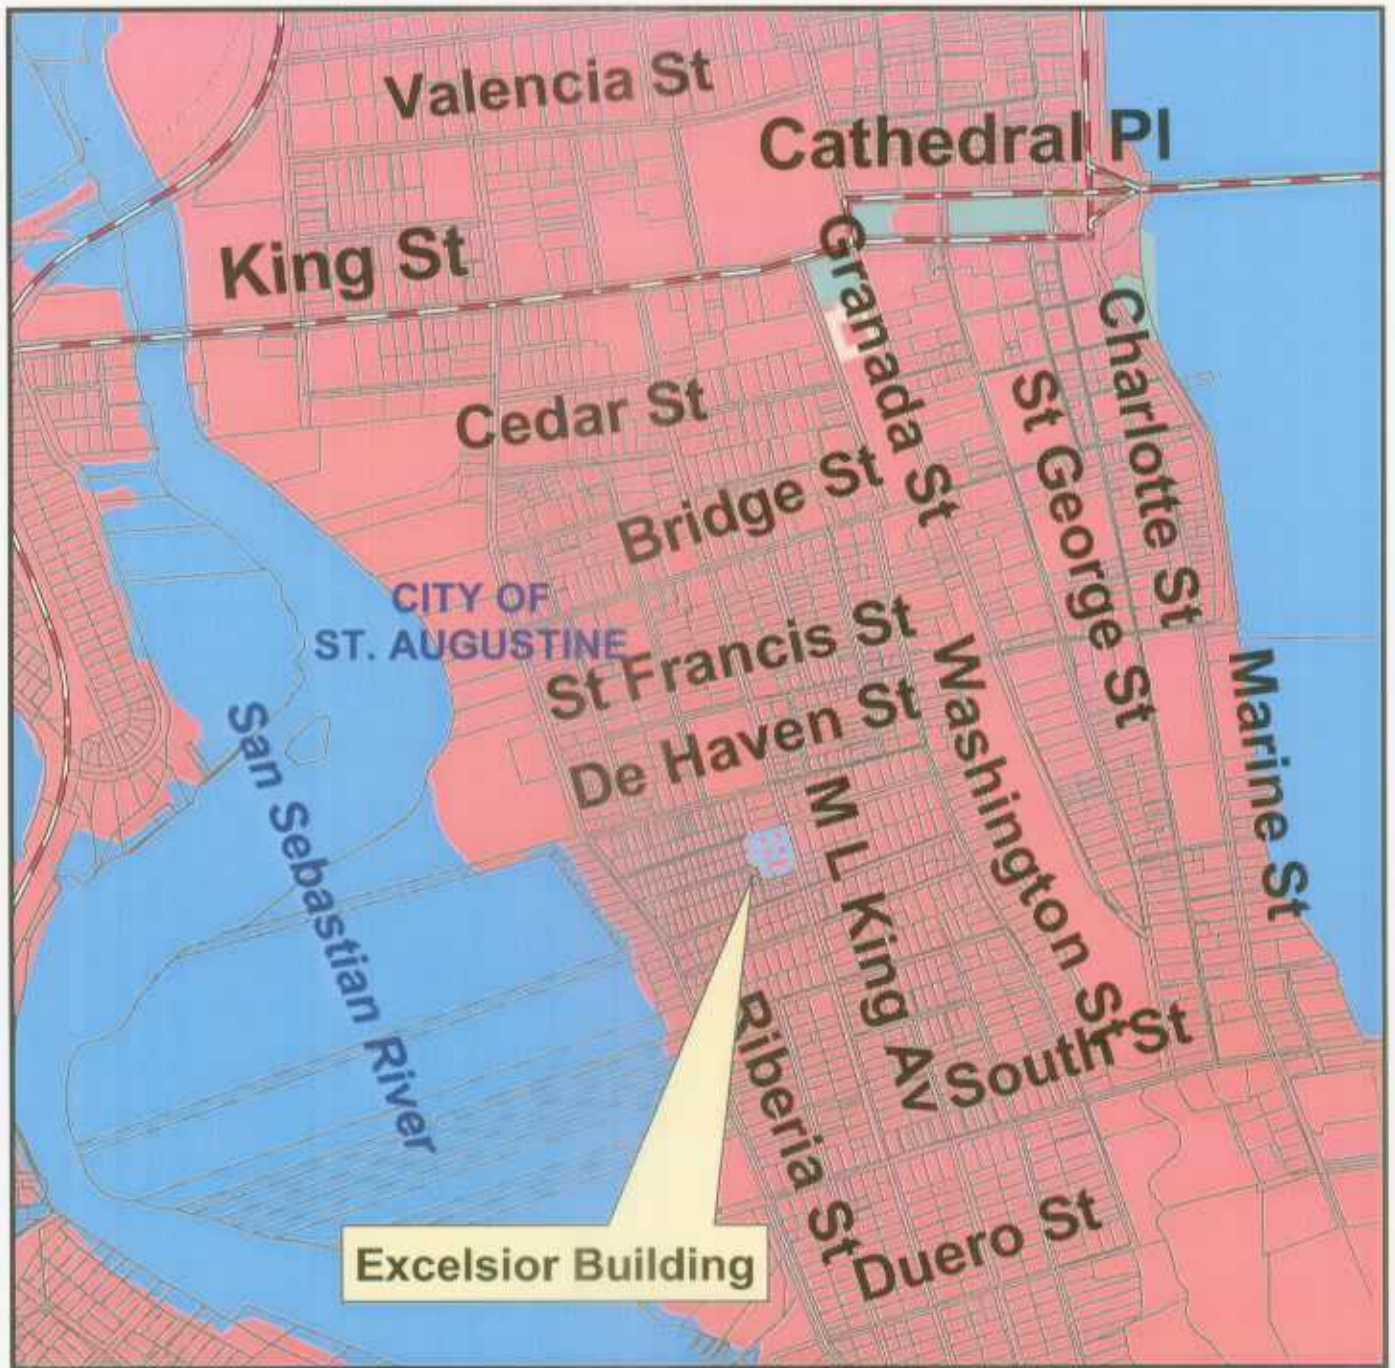 Valencia St
Cathedral Pl
King St
Granada St
Charlotte St
St George St
Cedar St
Bridge St
CITY OF
ST. AUGUSTINE
St Francis St
De Haven St
Washington St
Marine St
San Sebastian River
M L King Av
South St
Riberia St
Duero St
Excelsior Building